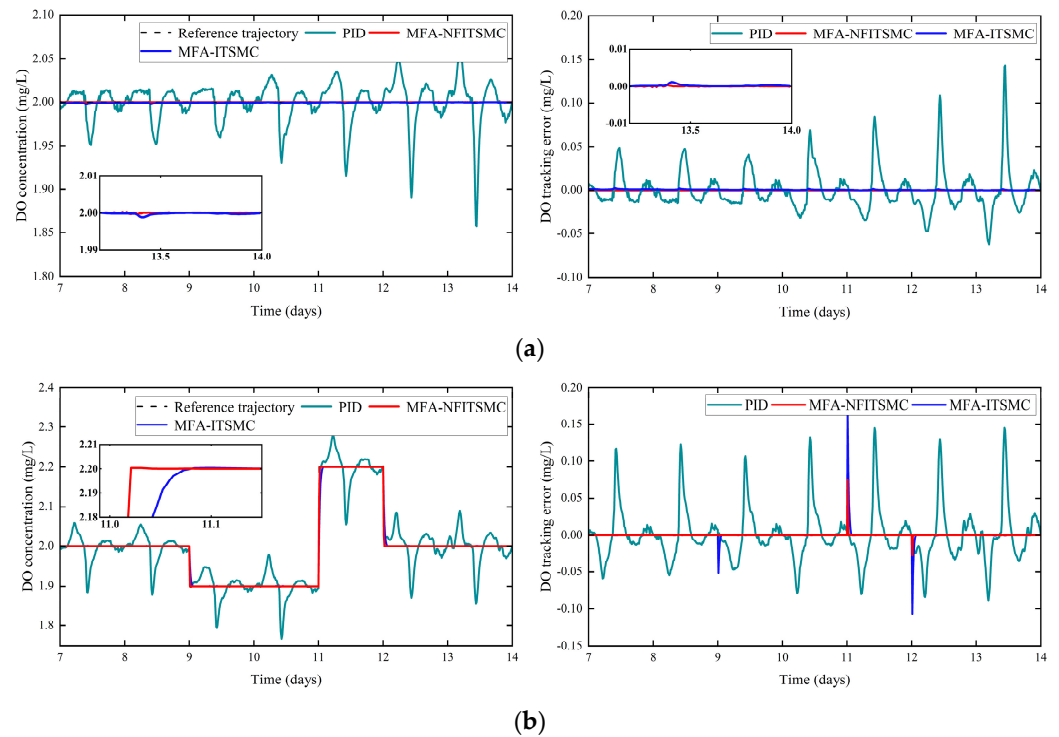 Reference trajectory PID MFA-NFITSMC
MFA-ITSMC
DO concentration (mg/L)
2.10
2.05
2.00
1.95
1.90
1.85
1.80
2.01
2.00
1.99
13.5 14.0
7 8 9 10 11 12 13 14
Time (days)
PID MFA-NFITSMC MFA-ITSMC
DO tracking error (mg/L)
0.20
0.15
0.10
0.05
0.00
-0.05
-0.10
0.01
0.00
-0.01
13.5 14.0
7 8 9 10 11 12 13 14
Time (days)
(a)
Reference trajectory PID MFA-NFITSMC
MFA-ITSMC
DO concentration (mg/L)
2.4
2.3
2.2
2.1
2.0
1.9
1.8
2.21
2.20
2.19
2.18
11.0 11.1
7 8 9 10 11 12 13 14
Time (days)
PID MFA-NFITSMC MFA-ITSMC
DO tracking error (mg/L)
0.20
0.15
0.10
0.05
0.00
-0.05
-0.10
-0.15
7 8 9 10 11 12 13 14
Time (days)
(b)